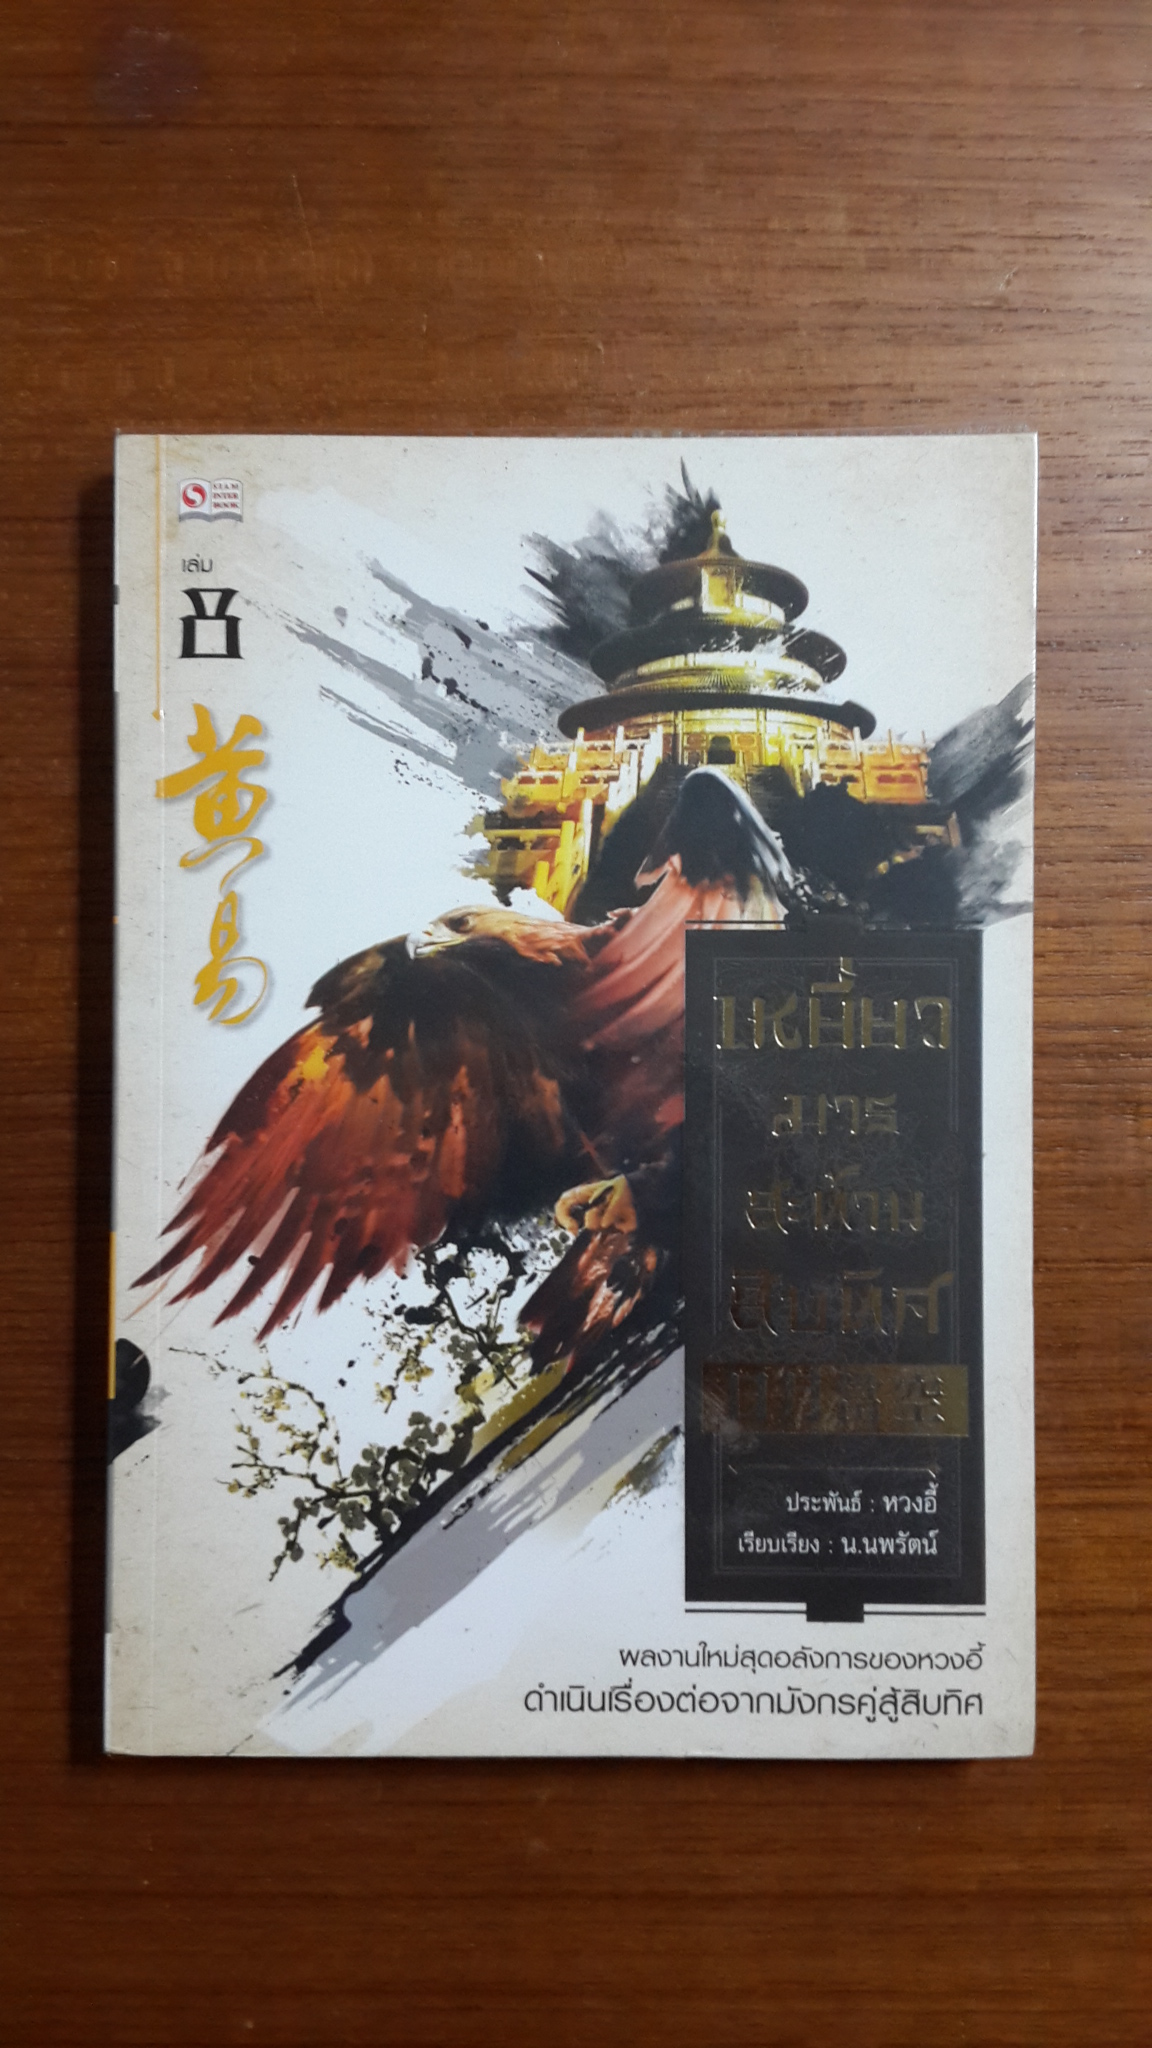 SIAM
INTER
BOOK
เล่ม
黄
易
เหยี่ยว
มาร
สะท้าน
สิบทิศ
ประพันธ์ : หวงอี้
เรียบเรียง : น.นพรัตน์
ผลงานใหม่สุดอลังการของหวงอี้
ดำเนินเรื่องต่อจากมังกรคู่สู้สิบทิศ